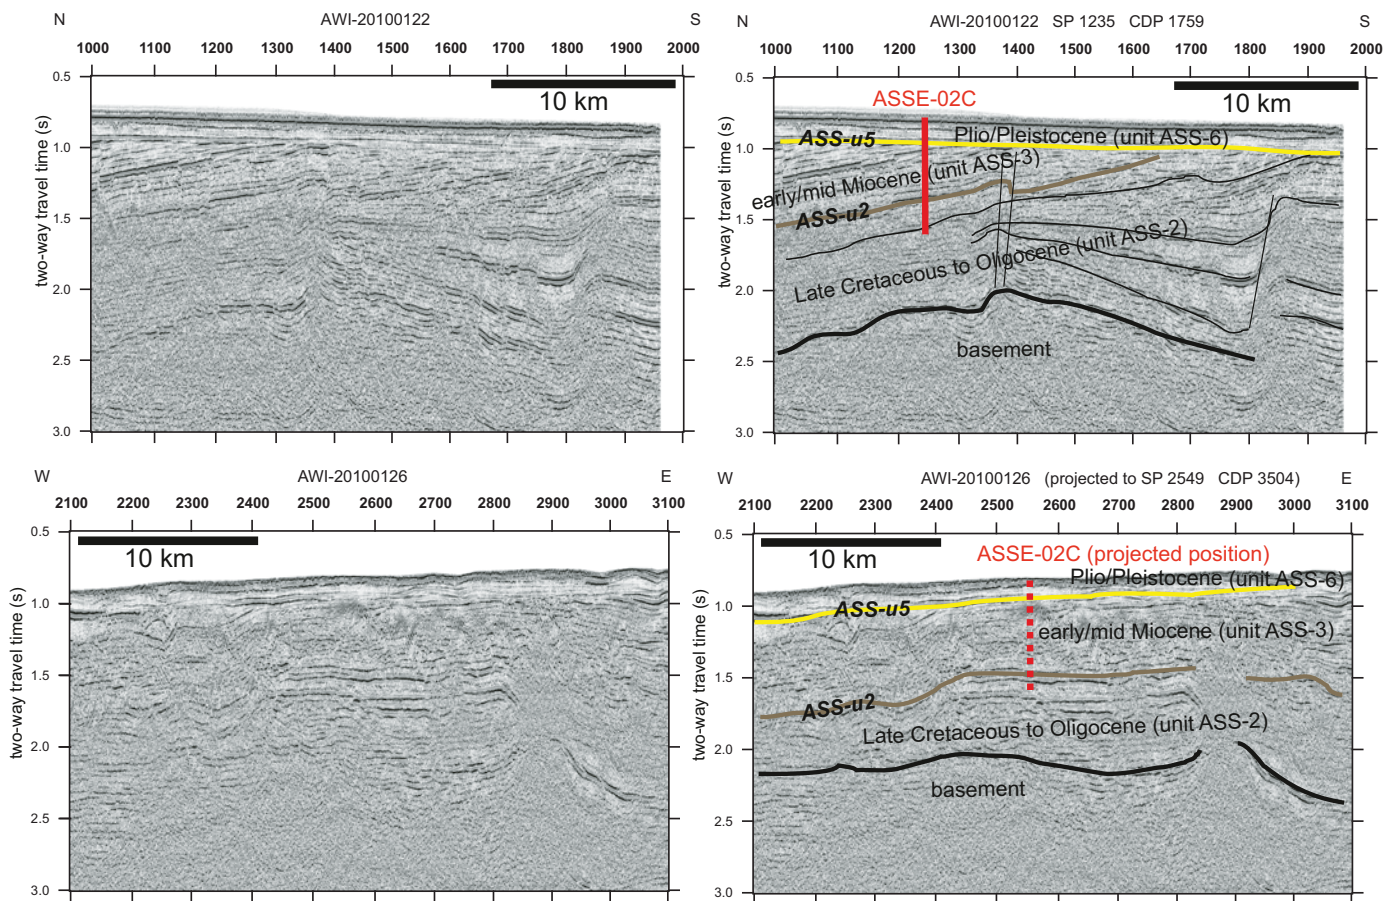 N AWI-20100122 S
1000 1100 1200 1300 1400 1500 1600 1700 1800 1900 2000
0.5
10 km
1.0
1.5
2.0
2.5
3.0
two-way travel time (s)
N AWI-20100122 SP 1235 CDP 1759 S
1000 1100 1200 1300 1400 1500 1600 1700 1800 1900 2000
0.5
10 km
ASSE-02C
ASS-u5
Plio/Pleistocene (unit ASS-6)
1.0
early/mid Miocene (unit ASS-3)
ASS-u2
1.5
Late Cretaceous to Oligocene (unit ASS-2)
2.0
basement
2.5
3.0
two-way travel time (s)
W AWI-20100126 E
2100 2200 2300 2400 2500 2600 2700 2800 2900 3000 3100
0.5
10 km
1.0
1.5
2.0
2.5
3.0
two-way travel time (s)
W AWI-20100126 (projected to SP 2549 CDP 3504) E
2100 2200 2300 2400 2500 2600 2700 2800 2900 3000 3100
0.5
10 km
ASSE-02C (projected position)
Plio/Pleistocene (unit ASS-6)
ASS-u5
1.0
early/mid Miocene (unit ASS-3)
1.5
ASS-u2
Late Cretaceous to Oligocene (unit ASS-2)
2.0
basement
2.5
3.0
two-way travel time (s)